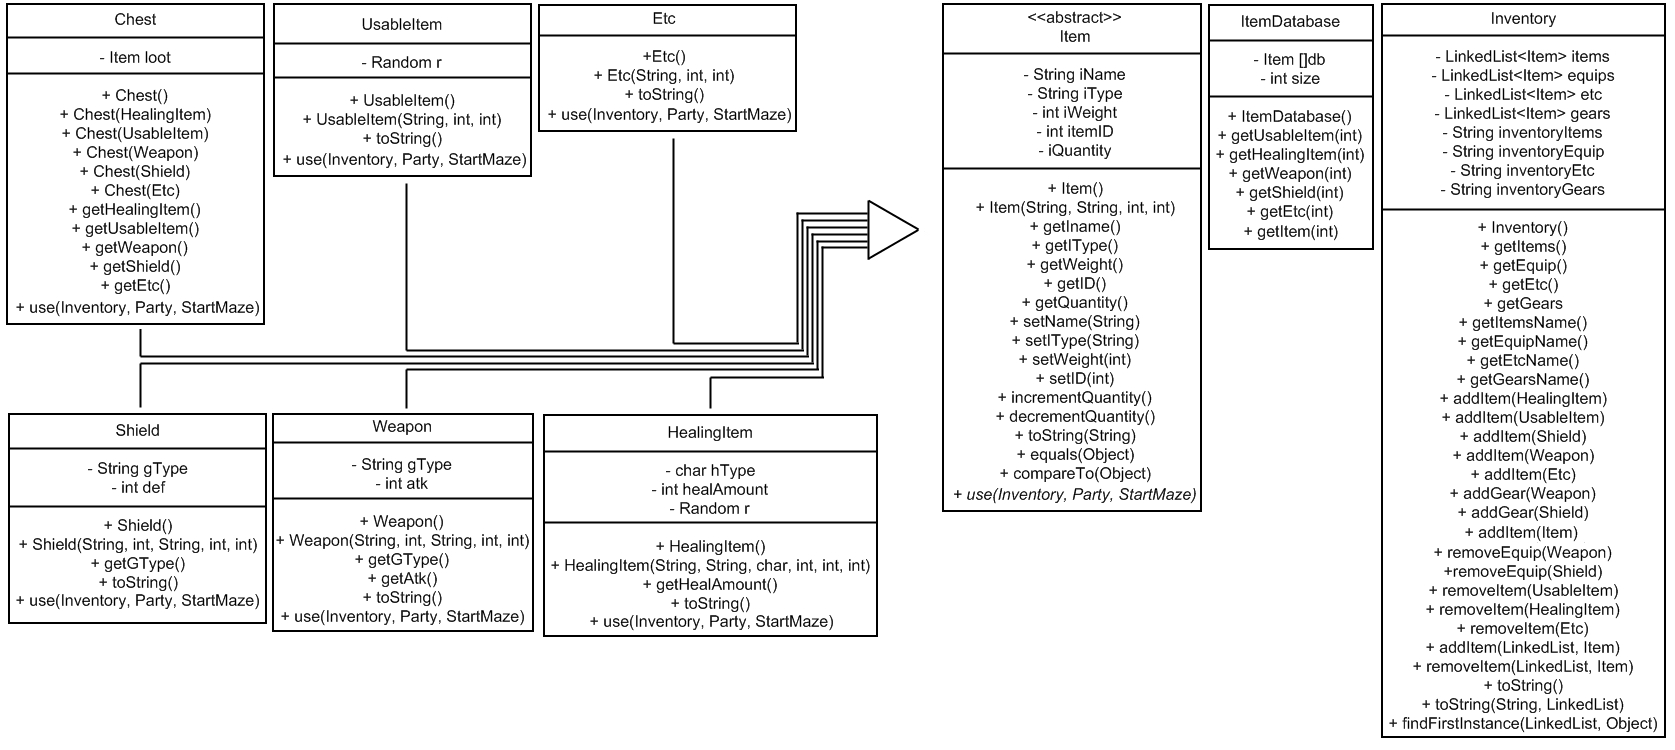 Chest
- Item loot
+ Chest()
+ Chest(HealingItem)
+ Chest(UsableItem)
+ Chest(Weapon)
+ Chest(Shield)
+ Chest(Etc)
+ getHealingItem()
+ getUsableItem()
+ getWeapon()
+ getShield()
+ getEtc()
+ use(Inventory, Party, StartMaze)
UsableItem
- Random r
+ UsableItem()
+ UsableItem(String, int, int)
+ toString()
+ use(Inventory, Party, StartMaze)
Etc
+Etc()
+ Etc(String, int, int)
+ toString()
+ use(Inventory, Party, StartMaze)
Shield
- String gType
- int def
+ Shield()
+ Shield(String, int, String, int, int)
+ getGType()
+ toString()
+ use(Inventory, Party, StartMaze)
Weapon
- String gType
- int atk
+ Weapon()
+ Weapon(String, int, String, int, int)
+ getGType()
+ getAtk()
+ toString()
+ use(Inventory, Party, StartMaze)
HealingItem
- char hType
- int healAmount
- Random r
+ HealingItem()
+ HealingItem(String, String, char, int, int, int)
+ getHealAmount()
+ toString()
+ use(Inventory, Party, StartMaze)
<<abstract>>
Item
- String iName
- String iType
- int iWeight
- int itemID
- iQuantity
+ Item()
+ Item(String, String, int, int)
+ getIname()
+ getIType()
+ getWeight()
+ getID()
+ getQuantity()
+ setName(String)
+ setIType(String)
+ setWeight(int)
+ setID(int)
+ incrementQuantity()
+ decrementQuantity()
+ toString(String)
+ equals(Object)
+ compareTo(Object)
+ use(Inventory, Party, StartMaze)
ItemDatabase
- Item []db
- int size
+ ItemDatabase()
+ getUsableItem(int)
+ getHealingItem(int)
+ getWeapon(int)
+ getShield(int)
+ getEtc(int)
+ getItem(int)
Inventory
- LinkedList<Item> items
- LinkedList<Item> equips
- LinkedList<Item> etc
- LinkedList<Item> gears
- String inventoryItems
- String inventoryEquip
- String inventoryEtc
- String inventoryGears
+ Inventory()
+ getItems()
+ getEquip()
+ getEtc()
+ getGears
+ getItemsName()
+ getEquipName()
+ getEtcName()
+ getGearsName()
+ addItem(HealingItem)
+ addItem(UsableItem)
+ addItem(Shield)
+ addItem(Weapon)
+ addItem(Etc)
+ addGear(Weapon)
+ addGear(Shield)
+ addItem(Item)
+ removeEquip(Weapon)
+removeEquip(Shield)
+ removeItem(UsableItem)
+ removeItem(HealingItem)
+ removeItem(Etc)
+ addItem(LinkedList, Item)
+ removeItem(LinkedList, Item)
+ toString()
+ toString(String, LinkedList)
+ findFirstInstance(LinkedList, Object)